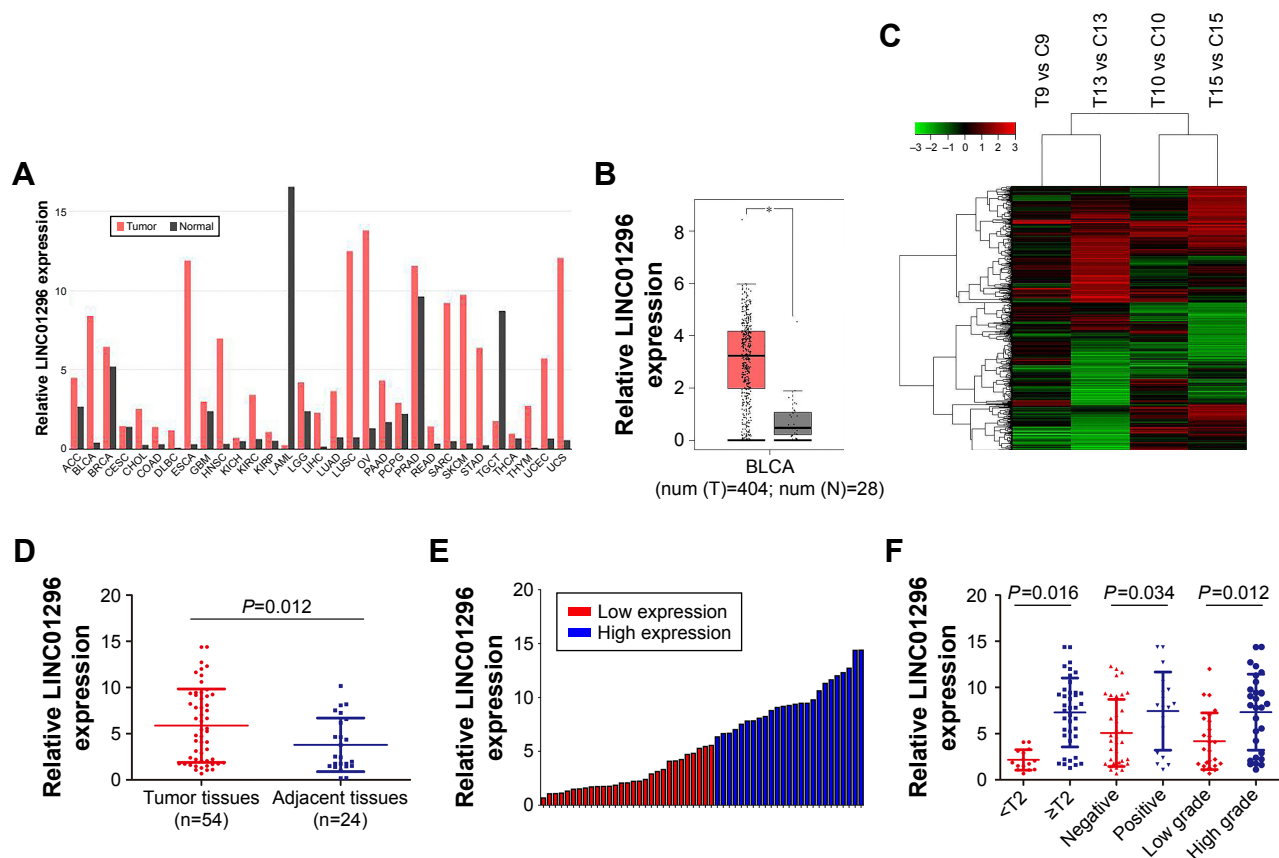 A
Relative LINC01296 expression
15
10
5
0
Tumor
Normal
ACC
BLCA
BRCA
CESC
CHOL
COAD
DLBC
ESCA
GBM
HNSC
KICH
KIRC
KIRP
LAML
LGG
LIHC
LUAD
LUSC
OV
PAAD
PCPG
PRAD
READ
SARC
SKCM
STAD
TGCT
THCA
THYM
UCEC
UCS
B
Relative LINC01296
expression
8
6
4
2
0
*
BLCA
(num (T)=404; num (N)=28)
C
T9 vs C9
T13 vs C13
T10 vs C10
T15 vs C15
–3 –2 –1 0 1 2 3
D
Relative LINC01296
expression
20
15
10
5
0
P=0.012
Tumor tissues
(n=54)
Adjacent tissues
(n=24)
E
Relative LINC01296
expression
20
15
10
5
0
Low expression
High expression
F
Relative LINC01296
expression
20
15
10
5
0
P=0.016
P=0.034
P=0.012
<T2
≥T2
Negative
Positive
Low grade
High grade